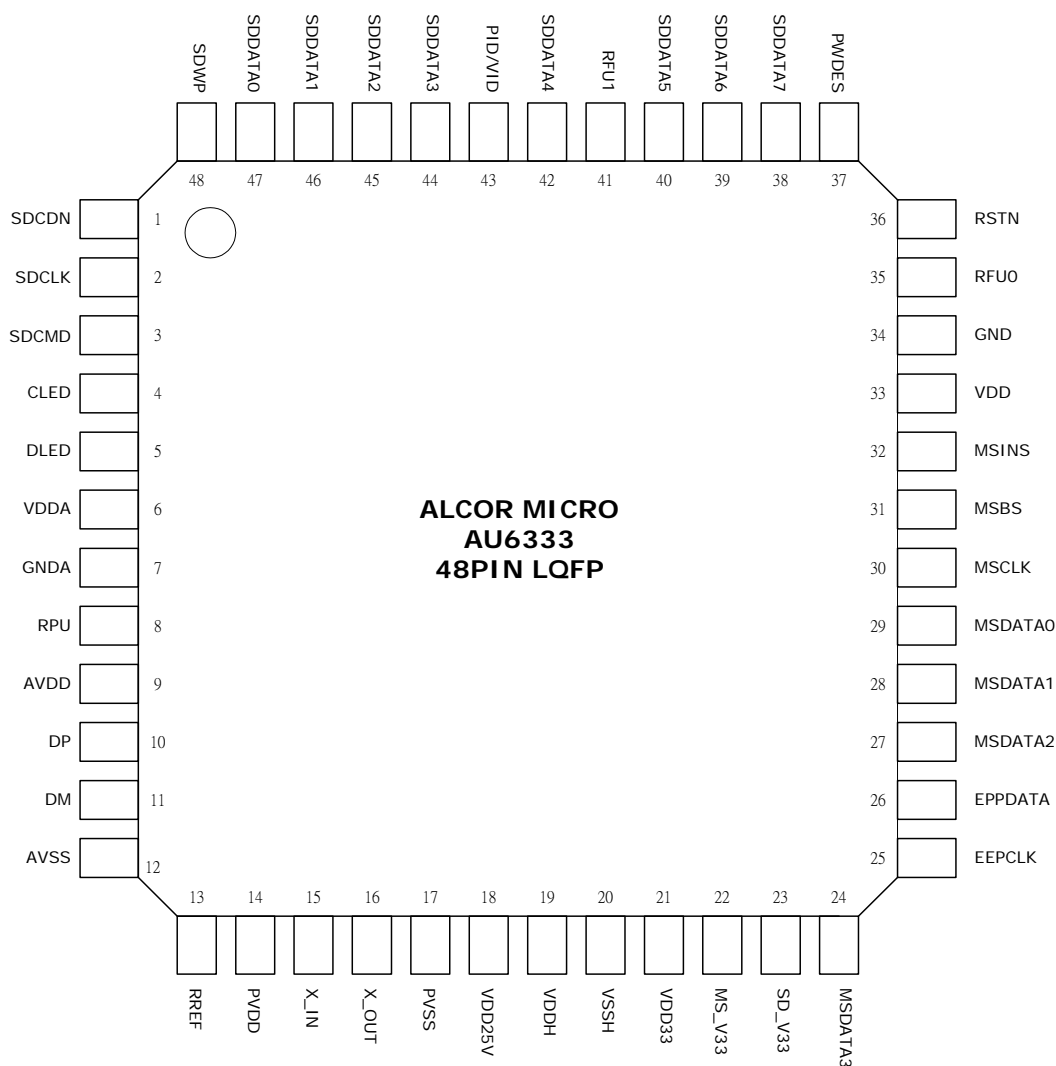 SDWP
SDDATA0
SDDATA1
SDDATA2
SDDATA3
PID/VID
SDDATA4
RFU1
SDDATA5
SDDATA6
SDDATA7
PWDES
48 47 46 45 44 43 42 41 40 39 38 37
SDCDN 1 36 RSTN
SDCLK 2 35 RFU0
SDCMD 3 34 GND
CLED 4 33 VDD
DLED 5 32 MSINS
VDDA 6 31 MSBS
ALCOR MICRO
AU6333
48PIN LQFP
GNDA 7 30 MSCLK
RPU 8 29 MSDATA0
AVDD 9 28 MSDATA1
DP 10 27 MSDATA2
DM 11 26 EPPDATA
AVSS 12 25 EEPCLK
13 14 15 16 17 18 19 20 21 22 23 24
RREF
PVDD
X_IN
X_OUT
PVSS
VDD25V
VDDH
VSSH
VDD33
MS_V33
SD_V33
MSDATA3